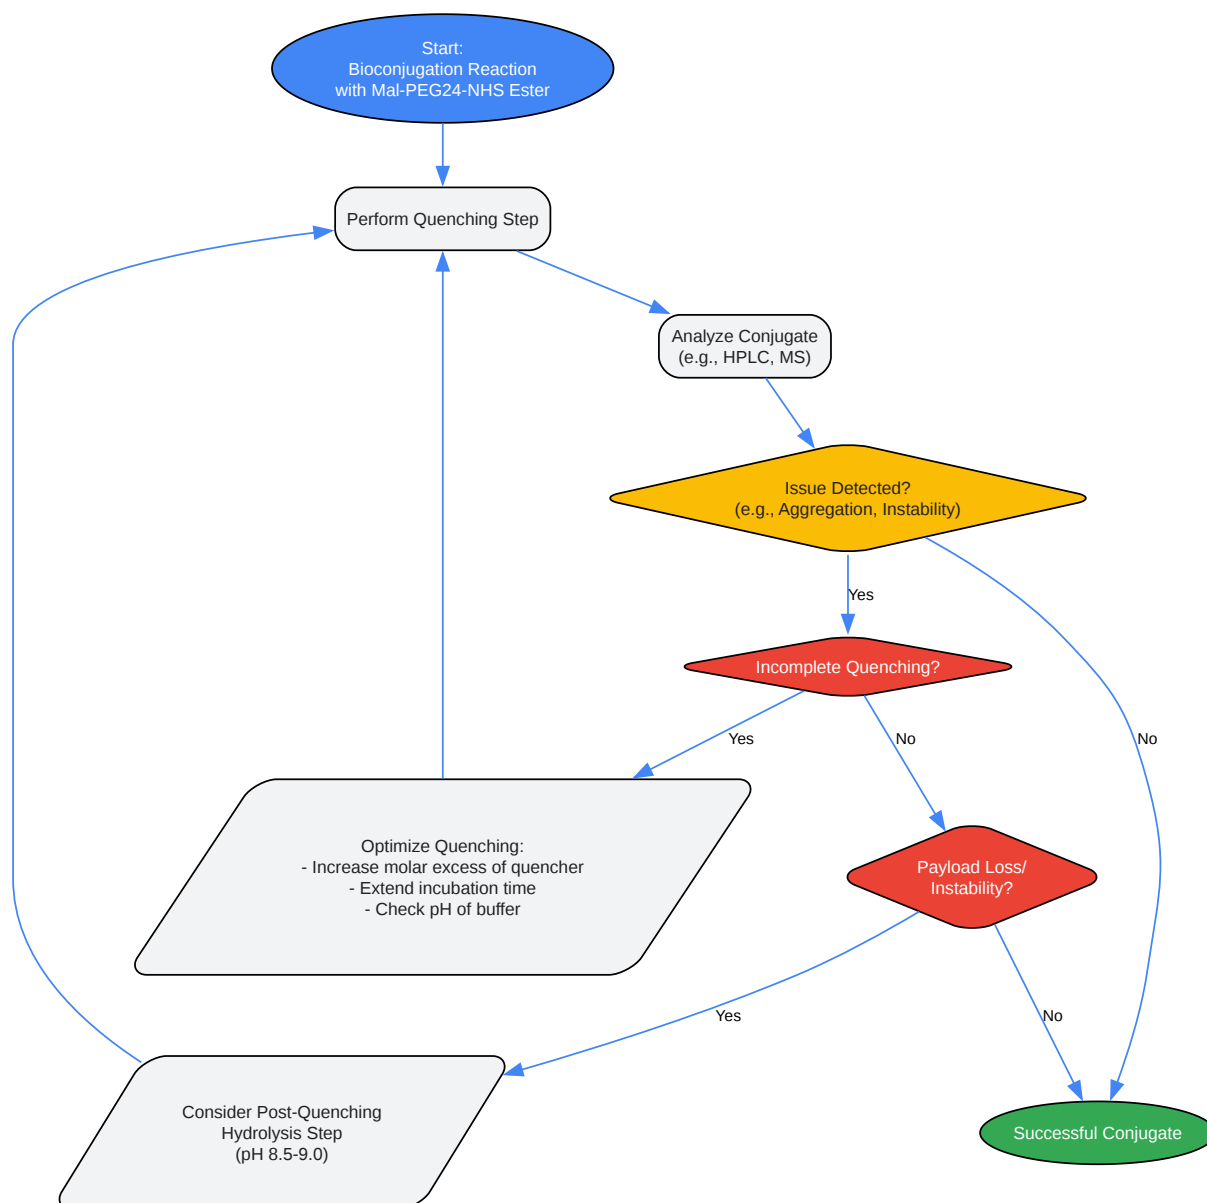 Start:
Bioconjugation Reaction
with Mal-PEG24-NHS Ester
Perform Quenching Step
Analyze Conjugate
(e.g., HPLC, MS)
Issue Detected?
(e.g., Aggregation, Instability)
Yes
Incomplete Quenching?
Yes
No
No
Optimize Quenching:
- Increase molar excess of quencher
- Extend incubation time
- Check pH of buffer
Payload Loss/
Instability?
Yes
No
Consider Post-Quenching
Hydrolysis Step
(pH 8.5-9.0)
Successful Conjugate